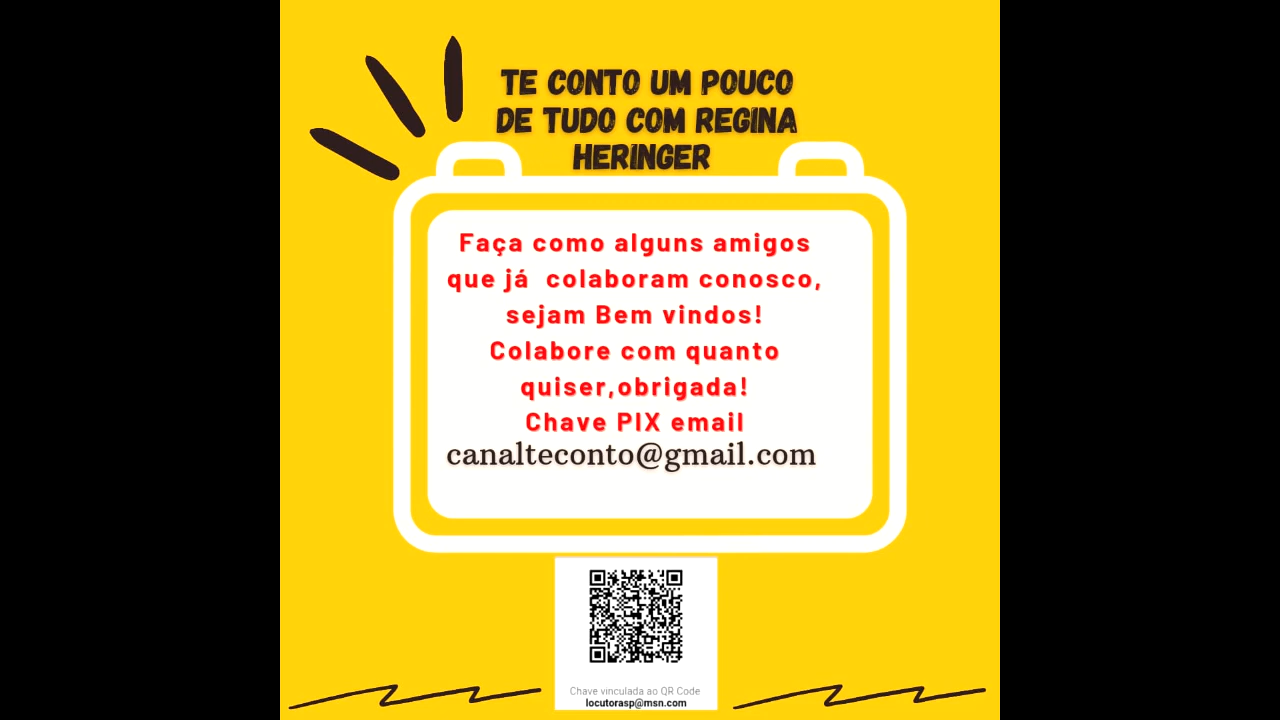 TE CONTO UM POUCO
DE TUDO COM REGINA
HERINGER
Faça como alguns amigos
que já colaboram conosco,
sejam Bem vindos!
Colabore com quanto
quiser,obrigada!
Chave PIX email
canalteconto@gmail.com
Chave vinculada ao QR Code
locutorasp@msn.com